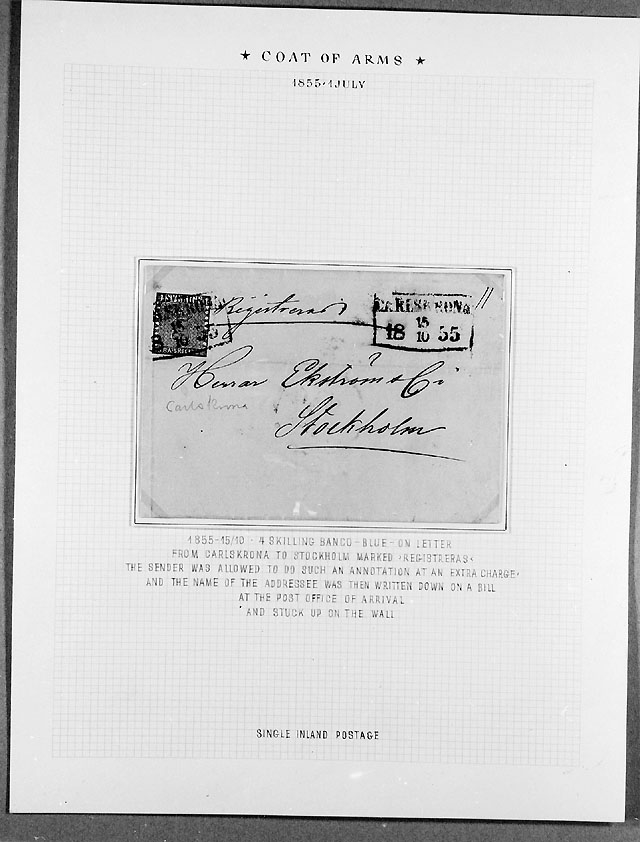 ★ COAT OF ARMS ★
1855-1 JULY
Registreras
CARLSKRONA
18 15/10 55
Herrar Ekström & Ci
Carlskrona
Stockholm
1855-15/10 - 4 SKILLING BANCO - BLUE - ON LETTER
FROM CARLSKRONA TO STOCKHOLM MARKED ›REGISTRERAS‹
THE SENDER WAS ALLOWED TO DO SUCH AN ANNOTATION AT AN EXTRA CHARGE,
AND THE NAME OF THE ADDRESSEE WAS THEN WRITTEN DOWN ON A BILL
AT THE POST OFFICE OF ARRIVAL
AND STUCK UP ON THE WALL
SINGLE INLAND POSTAGE